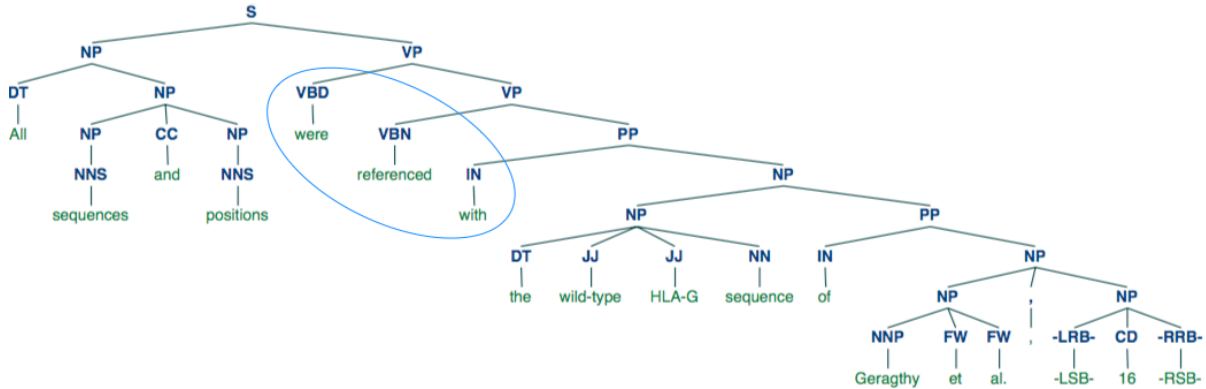 S
NP VP
DT NP VBD VP
All NP CC NP were VBN PP
NNS and NNS referenced IN NP
sequences positions with NP PP
DT JJ JJ NN IN NP
the wild-type HLA-G sequence of NP , NP
NNP FW FW , -LRB- CD -RRB-
Geragthy et al. -LSB- 16 -RSB-